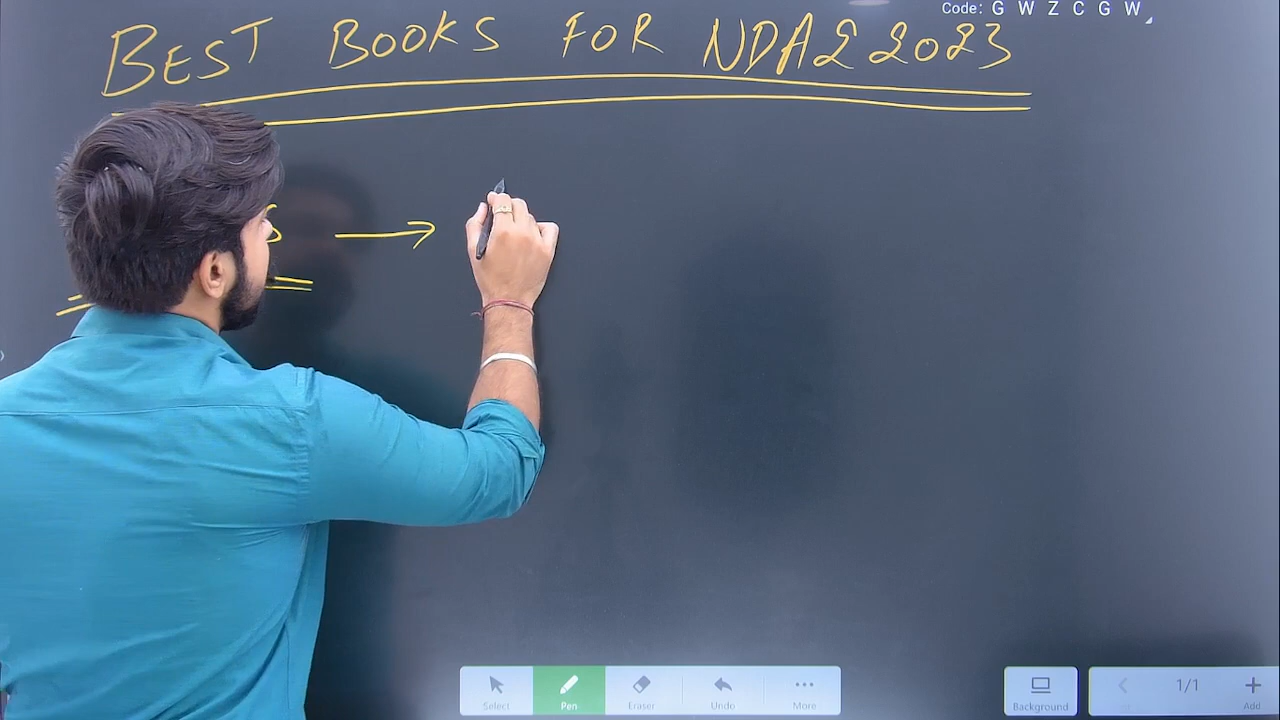 Code: G W Z C G W
BEST BOOKS FOR NDA2 2023
S →
Select Pen Eraser Undo More Background 1/1 Add